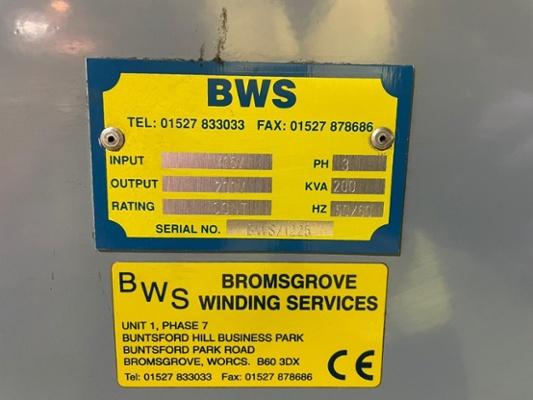 BWS
TEL: 01527 833033 FAX: 01527 878686
INPUT PH 3
OUTPUT KVA 200
RATING HZ 50/60
SERIAL NO.
BWS BROMSGROVE
WINDING SERVICES
UNIT 1, PHASE 7
BUNTSFORD HILL BUSINESS PARK
BUNTSFORD PARK ROAD
BROMSGROVE, WORCS. B60 3DX
Tel: 01527 833033 Fax: 01527 878686
CE